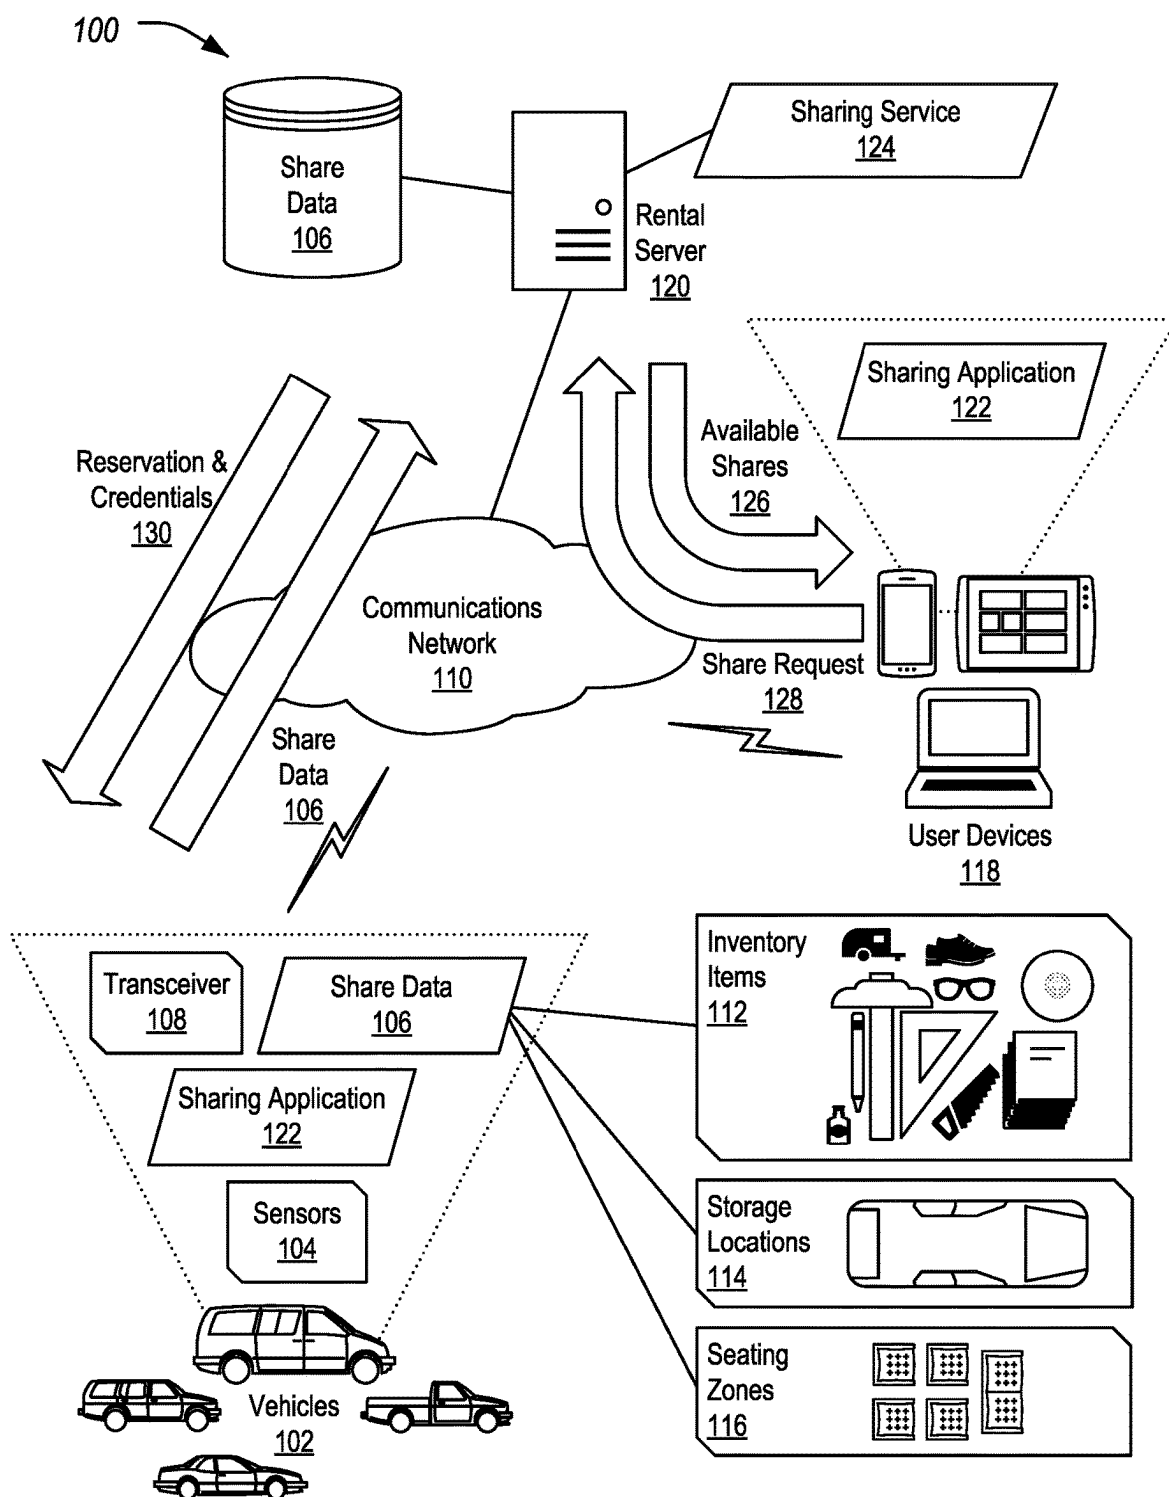 100
Sharing Service
124
Share
Data
106
Rental
Server
120
Sharing Application
122
Available
Shares
126
Reservation &
Credentials
130
Communications
Network
110
Share Request
128
Share
Data
106
User Devices
118
Transceiver
108
Share Data
106
Sharing Application
122
Sensors
104
Vehicles
102
Inventory
Items
112
Storage
Locations
114
Seating
Zones
116